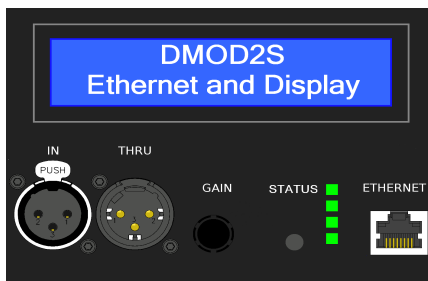 DMOD2S
Ethernet and Display
IN
THRU
PUSH
GAIN
STATUS
ETHERNET